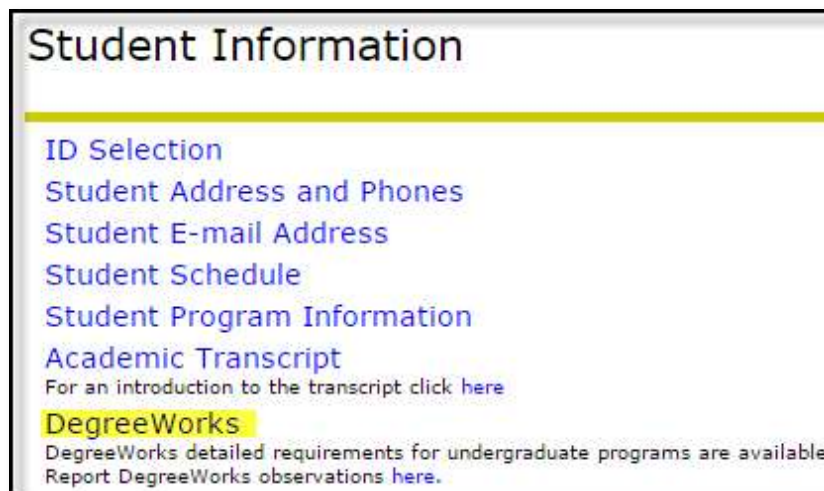 Student Information
ID Selection
Student Address and Phones
Student E-mail Address
Student Schedule
Student Program Information
Academic Transcript
For an introduction to the transcript click here
DegreeWorks
DegreeWorks detailed requirements for undergraduate programs are available
Report DegreeWorks observations here.